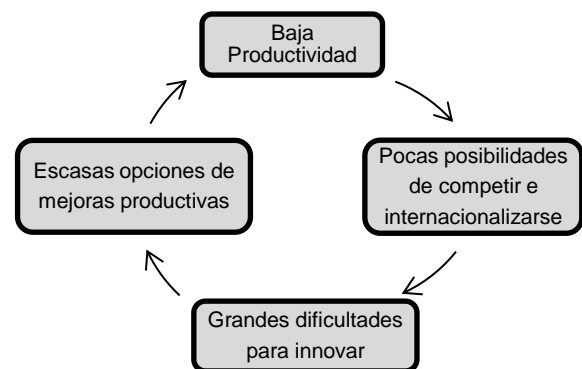 Baja
Productividad
Pocas posibilidades
de competir e
internacionalizarse
Grandes dificultades
para innovar
Escasas opciones de
mejoras productivas